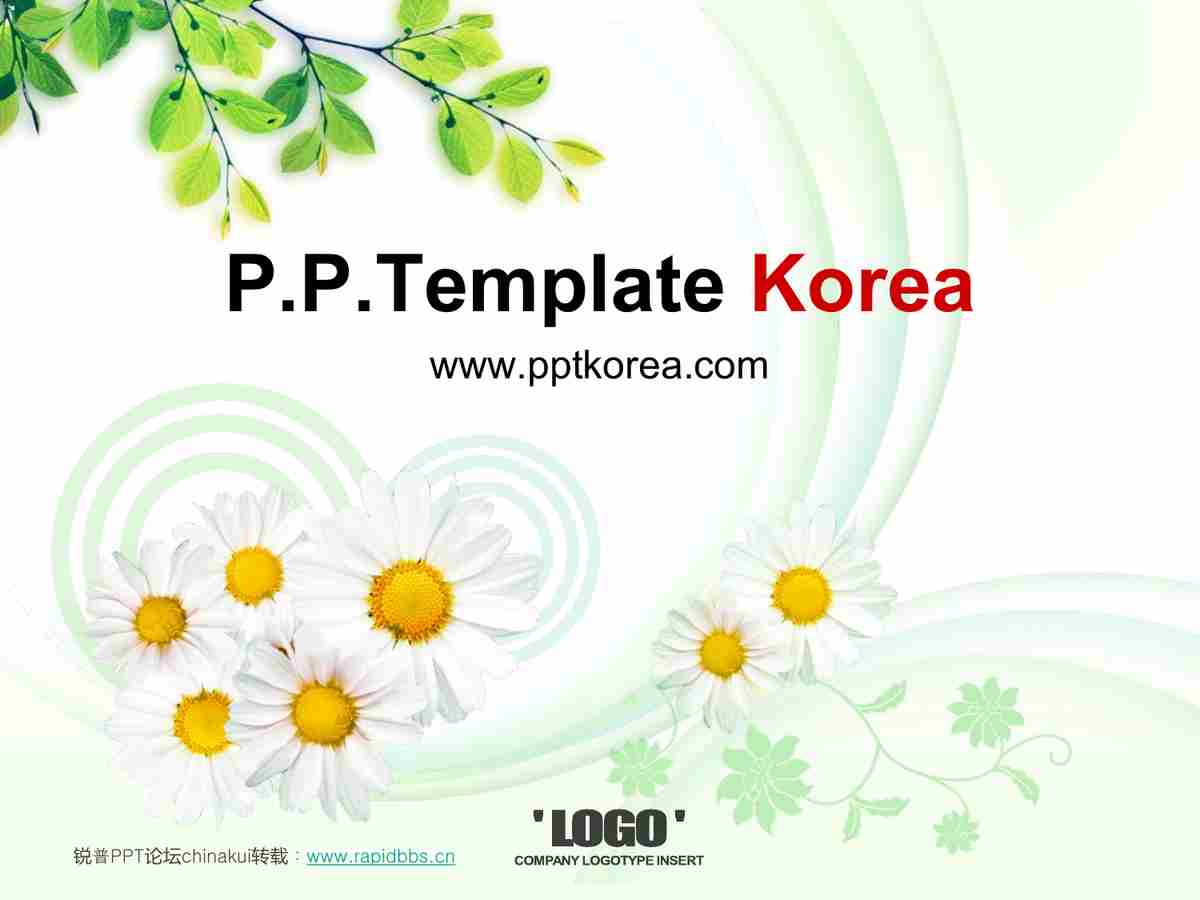 P.P.Template Korea
www.pptkorea.com
'LOGO'
COMPANY LOGOTYPE INSERT
锐普PPT论坛chinakui转载：www.rapidbbs.cn